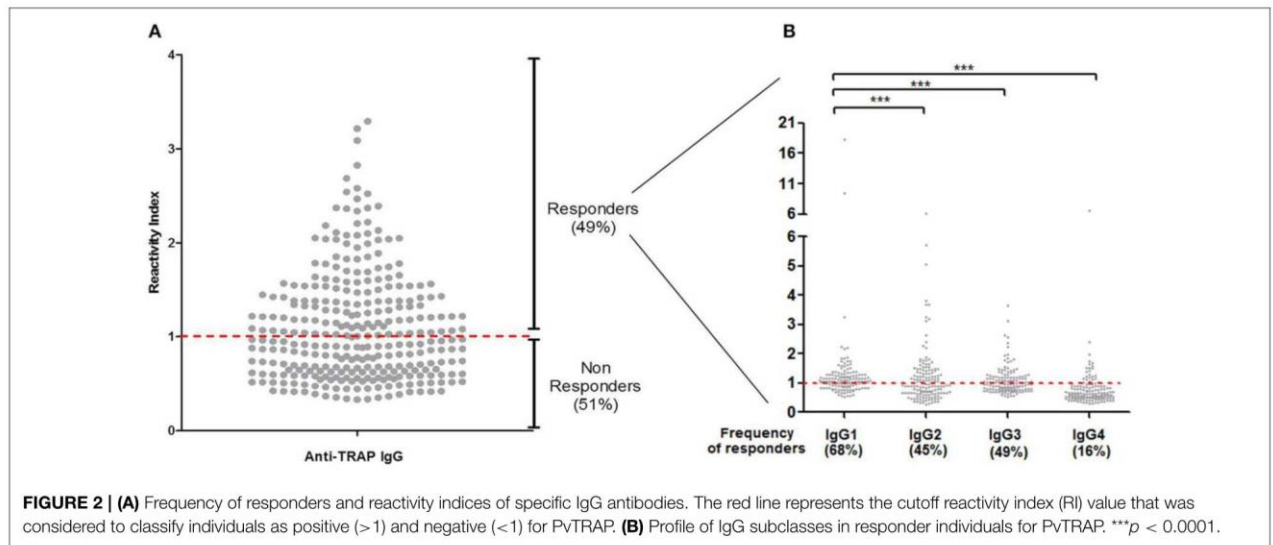 A
Reactivity Index
4
3
2
1
0
Anti-TRAP IgG
Responders
(49%)
Non
Responders
(51%)
B
***
***
***
21
16
11
6
6
5
4
3
2
1
0
Frequency
of responders
IgG1
(68%)
IgG2
(45%)
IgG3
(49%)
IgG4
(16%)
FIGURE 2 | (A) Frequency of responders and reactivity indices of specific IgG antibodies. The red line represents the cutoff reactivity index (RI) value that was
considered to classify individuals as positive (>1) and negative (<1) for PvTRAP. (B) Profile of IgG subclasses in responder individuals for PvTRAP. ***p < 0.0001.